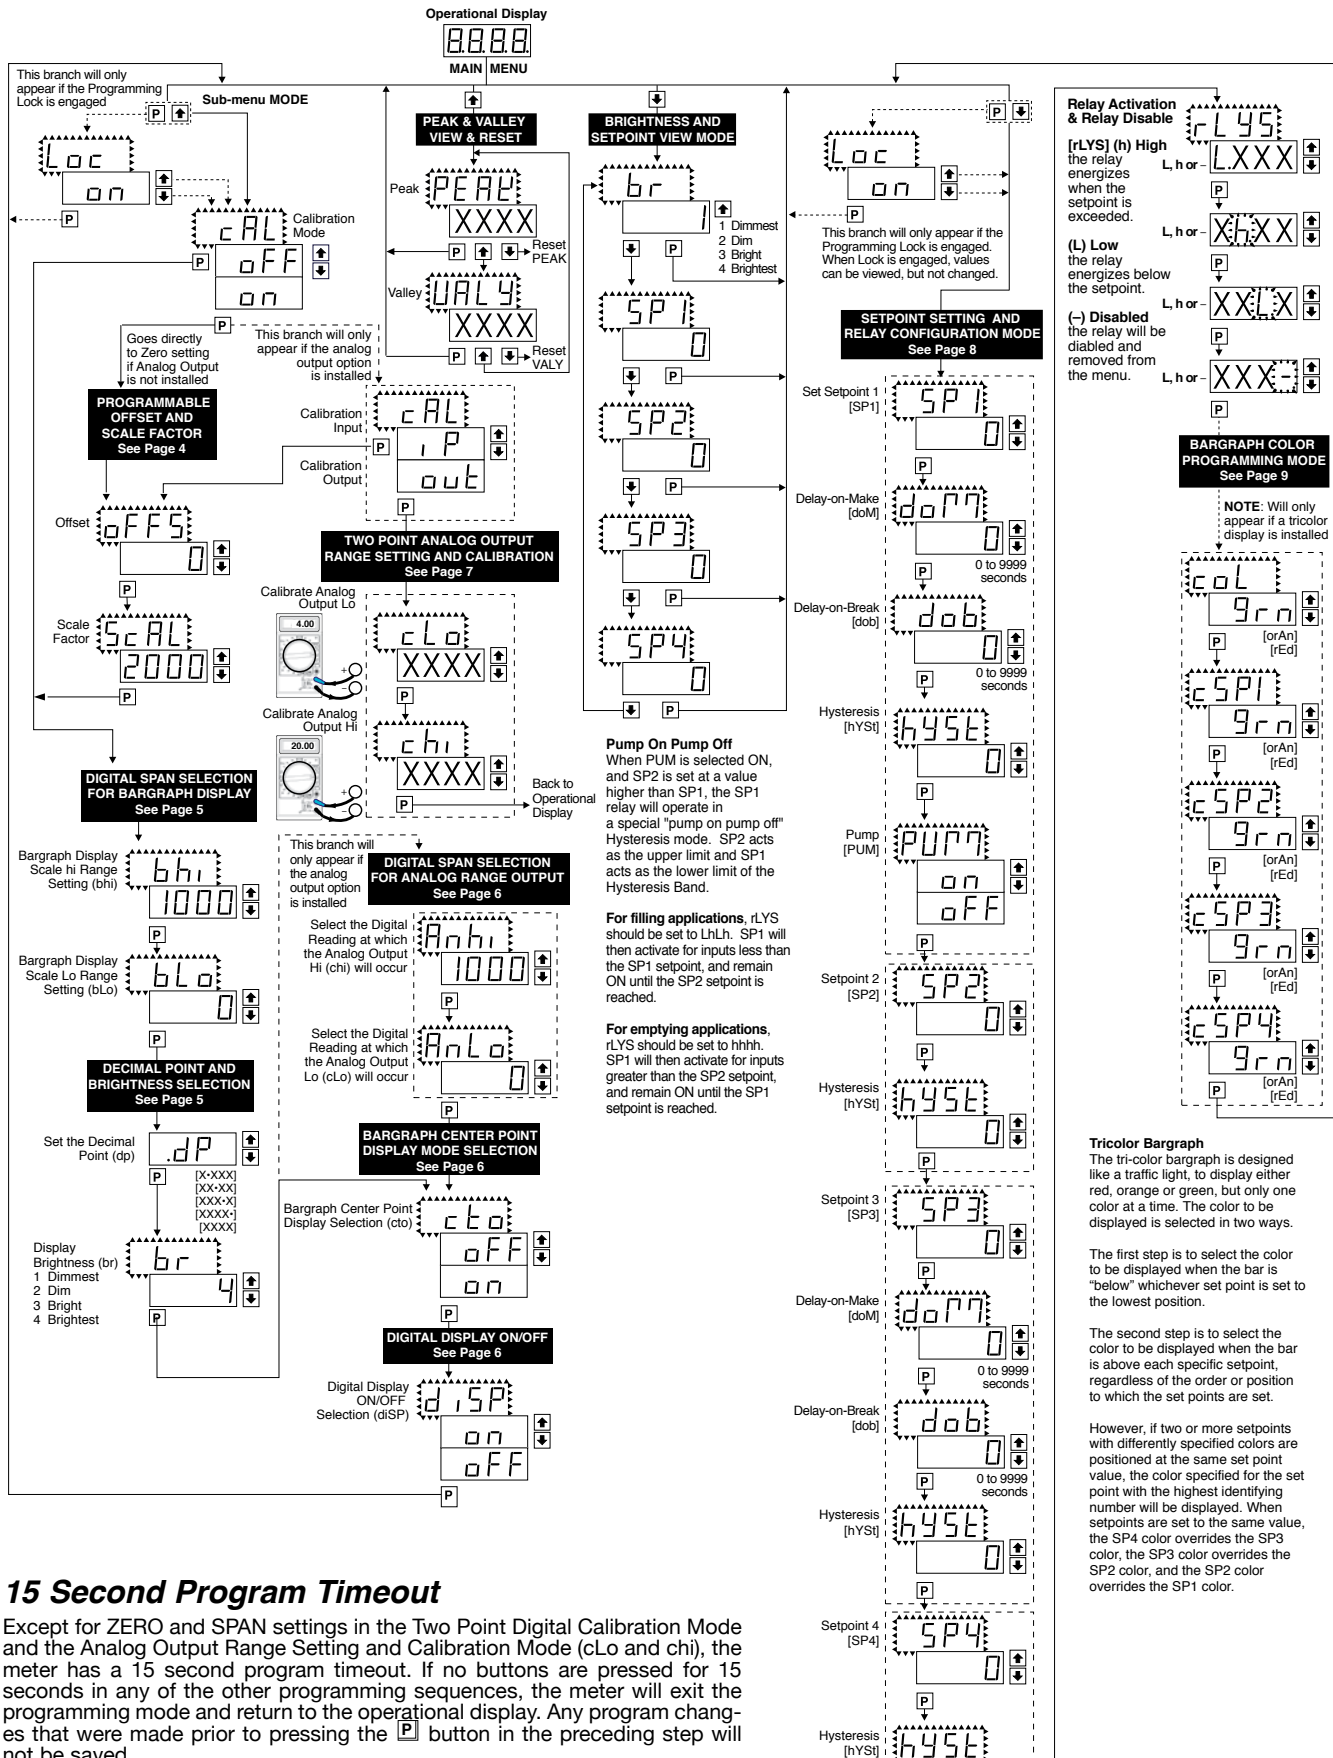 Operational Display
8.8.8.8.
MAIN MENU
This branch will only
appear if the Programming
Lock is engaged
Sub-menu MODE
P
Loc
on
P
cAL
oFF
on
Calibration
Mode
P
P
Goes directly
to Zero setting
if Analog Output
is not installed
This branch will only
appear if the analog
output option
is installed
PROGRAMMABLE
OFFSET AND
SCALE FACTOR
See Page 4
Calibration
Input
Calibration
Output
cAL
iP
out
P
P
Offset
oFFS
0
P
Scale
Factor
ScAL
2000
P
TWO POINT ANALOG OUTPUT
RANGE SETTING AND CALIBRATION
See Page 7
Calibrate Analog
Output Lo
4.00
+
–
cLo
XXXX
P
Calibrate Analog
Output Hi
20.00
+
–
chi
XXXX
P
Back to
Operational
Display
DIGITAL SPAN SELECTION
FOR BARGRAPH DISPLAY
See Page 5
Bargraph Display
Scale hi Range
Setting (bhi)
bhi
1000
P
Bargraph Display
Scale Lo Range
Setting (bLo)
bLo
0
P
DECIMAL POINT AND
BRIGHTNESS SELECTION
See Page 5
Set the Decimal
Point (dp)
.dP
P
[X•XXX]
[XX•XX]
[XXX•X]
[XXXX•]
[XXXX]
Display
Brightness (br)
1 Dimmest
2 Dim
3 Bright
4 Brightest
br
4
P
This branch will
only appear if
the analog
output option
is installed
DIGITAL SPAN SELECTION
FOR ANALOG RANGE OUTPUT
See Page 6
Select the Digital
Reading at which
the Analog Output
Hi (chi) will occur
Anhi
1000
P
Select the Digital
Reading at which
the Analog Output
Lo (cLo) will occur
AnLo
0
P
BARGRAPH CENTER POINT
DISPLAY MODE SELECTION
See Page 6
Bargraph Center Point
Display Selection (cto)
cto
oFF
on
P
DIGITAL DISPLAY ON/OFF
See Page 6
Digital Display
ON/OFF
Selection (diSP)
diSP
on
oFF
P
PEAK & VALLEY
VIEW & RESET
Peak
PEAK
XXXX
P
Reset
PEAK
Valley
VALY
XXXX
P
Reset
VALY
BRIGHTNESS AND
SETPOINT VIEW MODE
br
1
1 Dimmest
2 Dim
3 Bright
4 Brightest
P
SP1
0
P
SP2
0
P
SP3
0
P
SP4
0
P
Pump On Pump Off
When PUM is selected ON,
and SP2 is set at a value
higher than SP1, the SP1
relay will operate in
a special "pump on pump off"
Hysteresis mode. SP2 acts
as the upper limit and SP1
acts as the lower limit of the
Hysteresis Band.
For filling applications, rLYS
should be set to LhLh. SP1 will
then activate for inputs less than
the SP1 setpoint, and remain
ON until the SP2 setpoint is
reached.
For emptying applications,
rLYS should be set to hhhh.
SP1 will then activate for inputs
greater than the SP2 setpoint,
and remain ON until the SP1
setpoint is reached.
P
Loc
on
P
This branch will only appear if the
Programming Lock is engaged.
When Lock is engaged, values
can be viewed, but not changed.
SETPOINT SETTING AND
RELAY CONFIGURATION MODE
See Page 8
Set Setpoint 1
[SP1]
SP1
0
P
Delay-on-Make
[doM]
doM
0
0 to 9999
seconds
P
Delay-on-Break
[dob]
dob
0
0 to 9999
seconds
P
Hysteresis
[hYSt]
hYSt
0
P
Pump
[PUM]
PUM
on
oFF
P
Setpoint 2
[SP2]
SP2
0
P
Hysteresis
[hYSt]
hYSt
0
P
Setpoint 3
[SP3]
SP3
0
P
Delay-on-Make
[doM]
doM
0
0 to 9999
seconds
P
Delay-on-Break
[dob]
dob
0
0 to 9999
seconds
P
Hysteresis
[hYSt]
hYSt
0
P
Setpoint 4
[SP4]
SP4
0
P
Hysteresis
[hYSt]
hYSt
Relay Activation
& Relay Disable
[rLYS] (h) High
the relay
energizes
when the
setpoint is
exceeded.
(L) Low
the relay
energizes below
the setpoint.
(–) Disabled
the relay will be
diabled and
removed from
the menu.
rLYS
L, h or –
L.XXX
P
L, h or –
XhXX
P
L, h or –
XXLX
P
L, h or –
XXX-
P
BARGRAPH COLOR
PROGRAMMING MODE
See Page 9
NOTE: Will only
appear if a tricolor
display is installed
coL
grn
[orAn]
[rEd]
P
cSP1
grn
[orAn]
[rEd]
P
cSP2
grn
[orAn]
[rEd]
P
cSP3
grn
[orAn]
[rEd]
P
cSP4
grn
[orAn]
[rEd]
P
Tricolor Bargraph
The tri-color bargraph is designed
like a traffic light, to display either
red, orange or green, but only one
color at a time. The color to be
displayed is selected in two ways.
The first step is to select the color
to be displayed when the bar is
“below” whichever set point is set to
the lowest position.
The second step is to select the
color to be displayed when the bar
is above each specific setpoint,
regardless of the order or position
to which the set points are set.
However, if two or more setpoints
with differently specified colors are
positioned at the same set point
value, the color specified for the set
point with the highest identifying
number will be displayed. When
setpoints are set to the same value,
the SP4 color overrides the SP3
color, the SP3 color overrides the
SP2 color, and the SP2 color
overrides the SP1 color.
15 Second Program Timeout
Except for ZERO and SPAN settings in the Two Point Digital Calibration Mode
and the Analog Output Range Setting and Calibration Mode (cLo and chi), the
meter has a 15 second program timeout. If no buttons are pressed for 15
seconds in any of the other programming sequences, the meter will exit the
programming mode and return to the operational display. Any program chang-
es that were made prior to pressing the P button in the preceding step will
not be saved